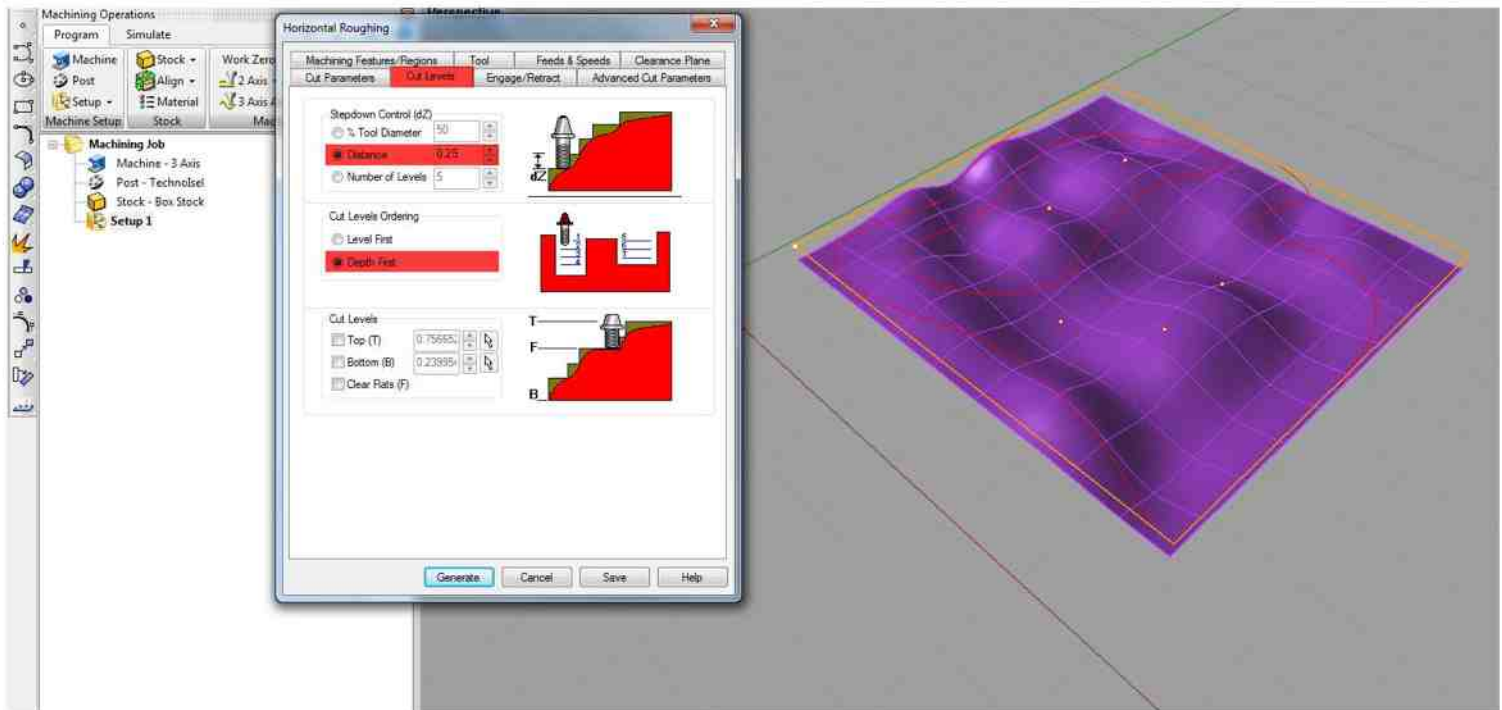 Machining Operations
Perspective
Program Simulate
Machine Stock Work Zero
Post Align 2 Axis
Setup Material 3 Axis
Machine Setup Stock
Machining Job
Machine - 3 Axis
Post - TechnoIsel
Stock - Box Stock
Setup 1
Horizontal Roughing
Machining Features/Regions Tool Feeds & Speeds Clearance Plane
Cut Parameters Cut Levels Engage/Retract Advanced Cut Parameters
Stepdown Control (dZ)
% Tool Diameter 50
Distance 0.25
Number of Levels 5
dZ
Cut Levels Ordering
Level First
Depth First
Cut Levels
Top (T)
Bottom (B)
Clear Flats (F)
T
F
B
Generate Cancel Save Help